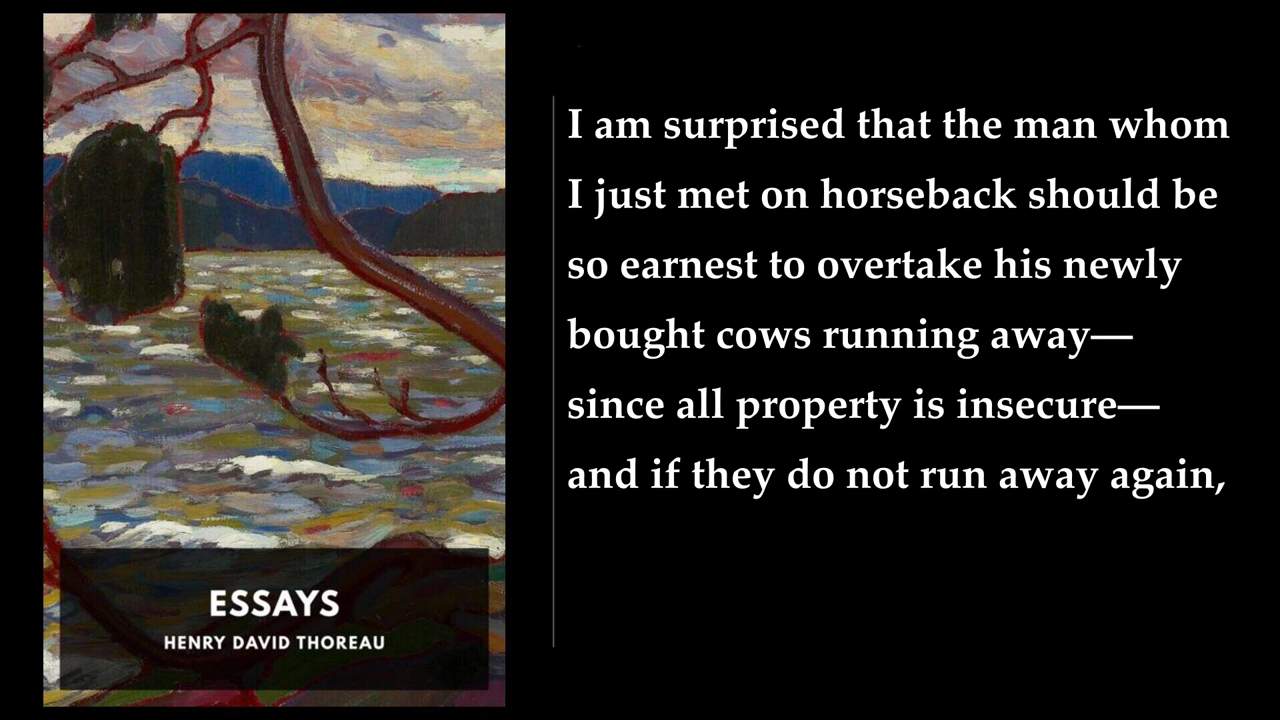 ESSAYS
HENRY DAVID THOREAU
I am surprised that the man whom
I just met on horseback should be
so earnest to overtake his newly
bought cows running away—
since all property is insecure—
and if they do not run away again,